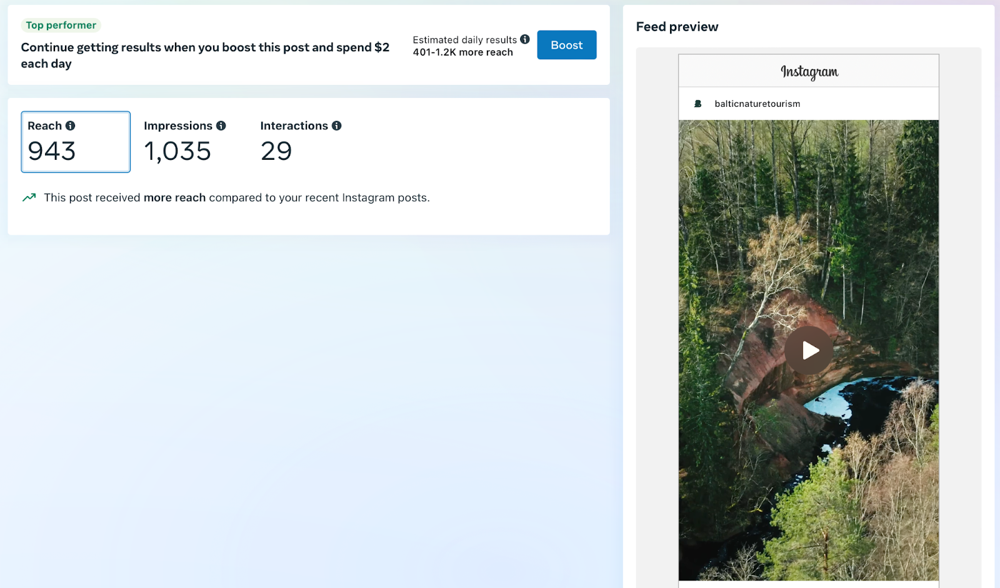 Top performer
Continue getting results when you boost this post and spend $2
each day
Estimated daily results
401-1.2K more reach
Boost
Reach
943
Impressions
1,035
Interactions
29
This post received more reach compared to your recent Instagram posts.
Feed preview
Instagram
balticnaturetourism